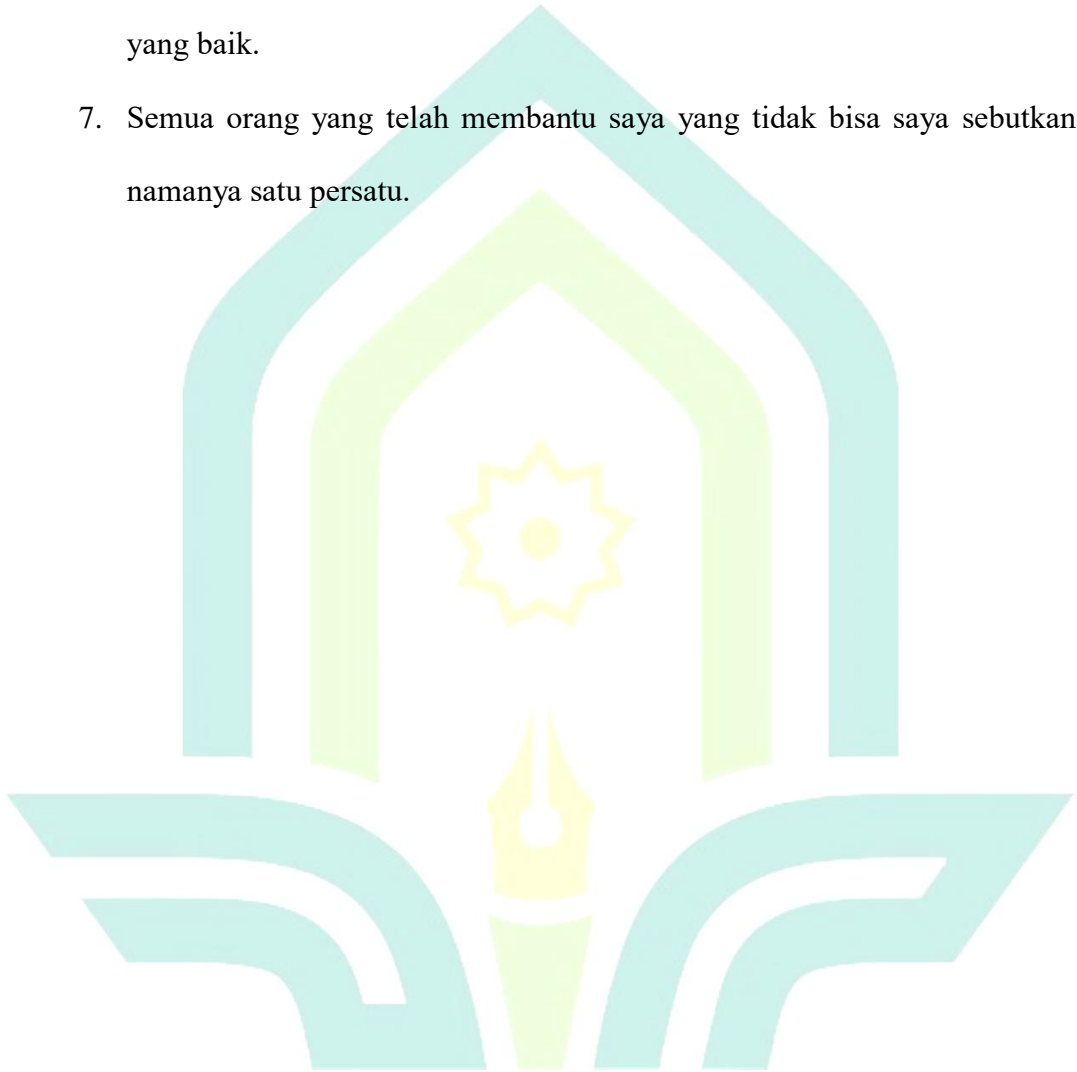 yang baik.
7. Semua orang yang telah membantu saya yang tidak bisa saya sebutkan
namanya satu persatu.